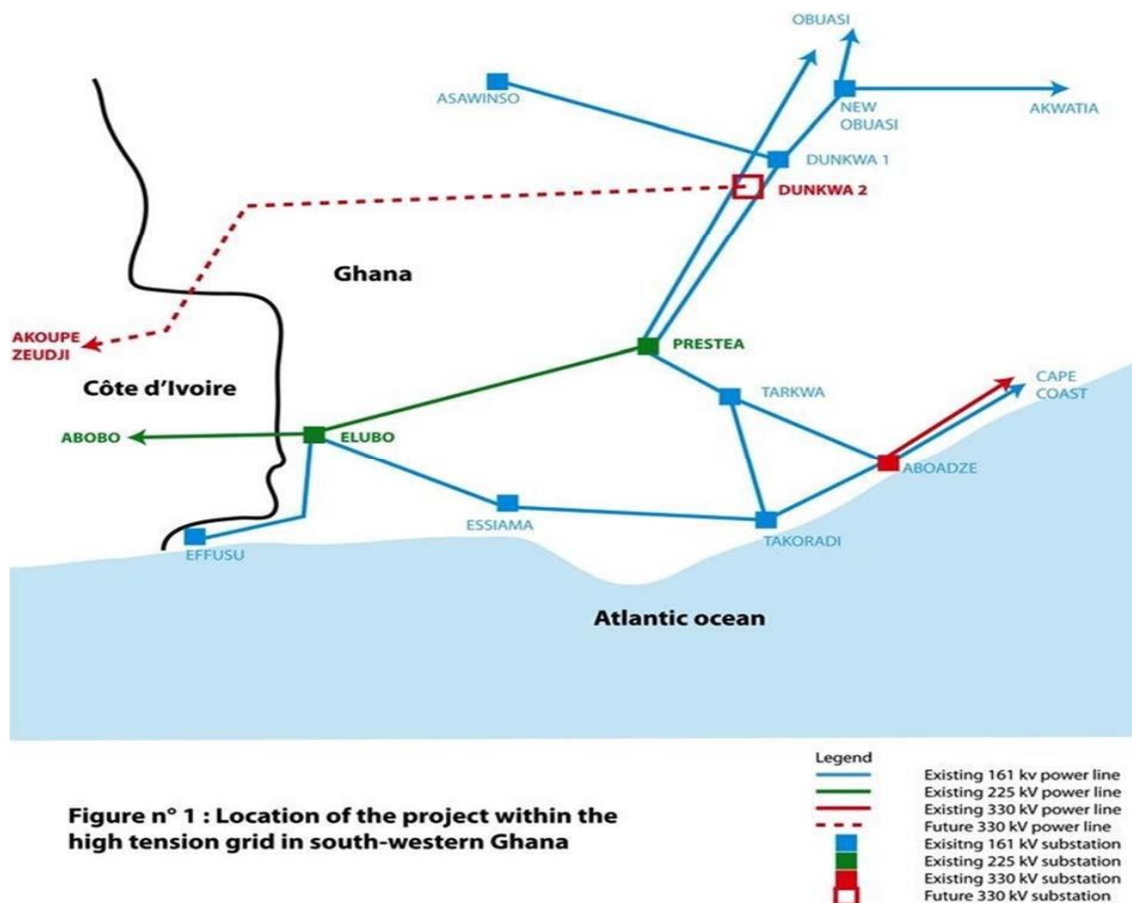 OBUASI
ASAWINSO
NEW
OBUASI
AKWATIA
DUNKWA 1
DUNKWA 2
Ghana
AKOUPE
ZEUDJI
PRESTEA
Côte d'Ivoire
TARKWA
CAPE
COAST
ABOBO
ELUBO
ABOADZE
ESSIAMA
TAKORADI
EFFUSU
Atlantic ocean
Legend
Existing 161 kv power line
Existing 225 kV power line
Existing 330 kV power line
Future 330 kV power line
Exisitng 161 kV substation
Existing 225 kV substation
Existing 330 kV substation
Future 330 kV substation
Figure n° 1 : Location of the project within the
high tension grid in south-western Ghana